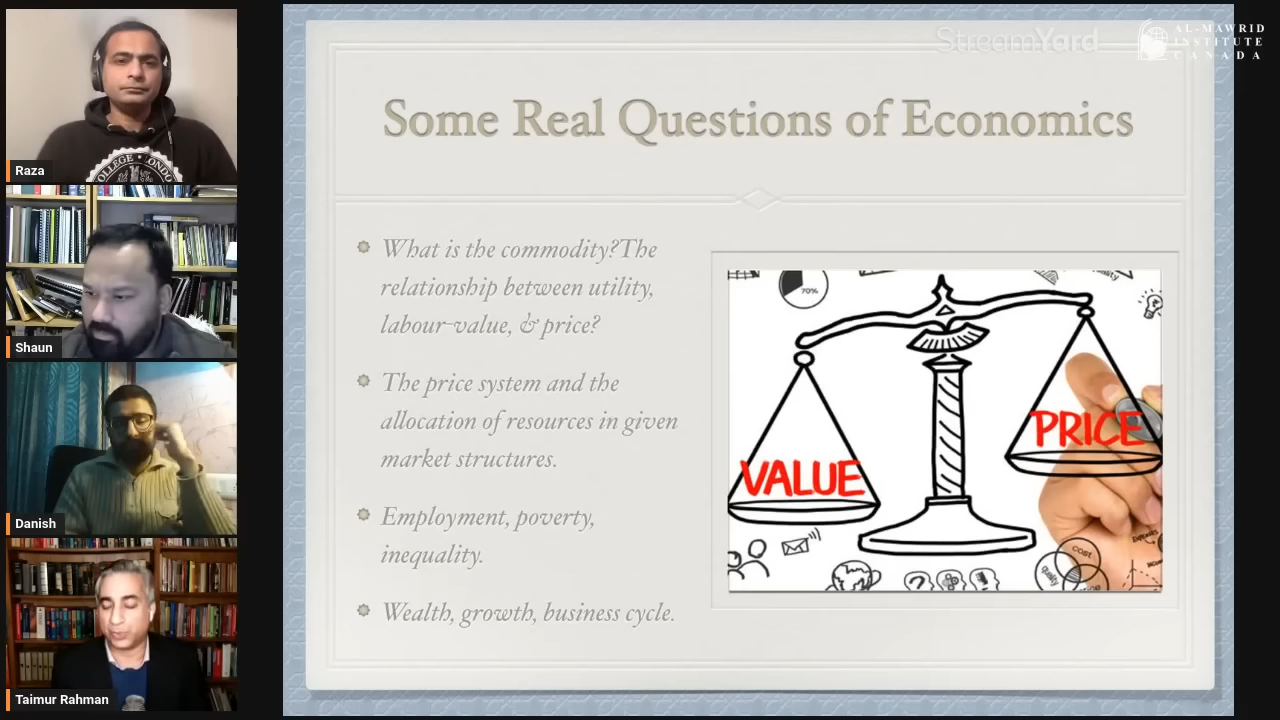 Raza
Shaun
Danish
Taimur Rahman
StreamYard
AL-MAWRID
INSTITUTE
CANADA
Some Real Questions of Economics
What is the commodity?The
relationship between utility,
labour-value, & price?
The price system and the
allocation of resources in given
market structures.
Employment, poverty,
inequality.
Wealth, growth, business cycle.
70%
VALUE
PRICE
cost
quality